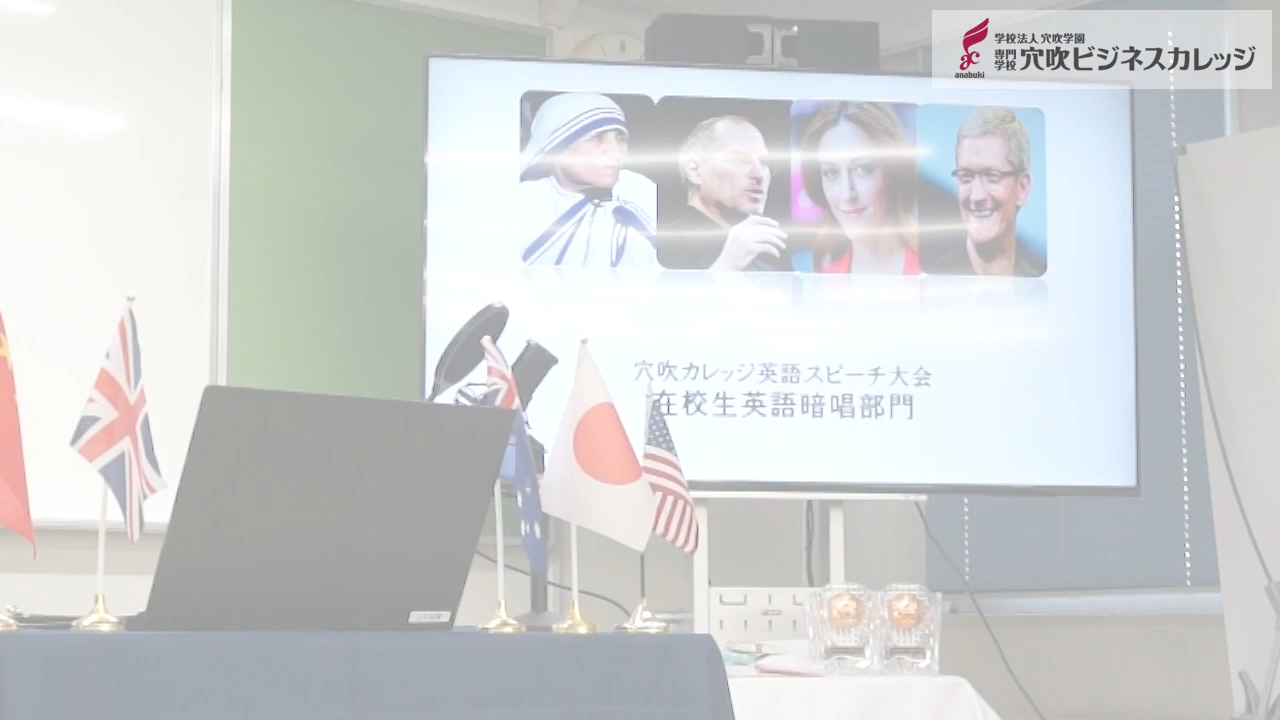 学校法人 穴吹学園
専門学校 穴吹ビジネスカレッジ
anabuki
穴吹カレッジ英語スピーチ大会
在校生英語暗唱部門